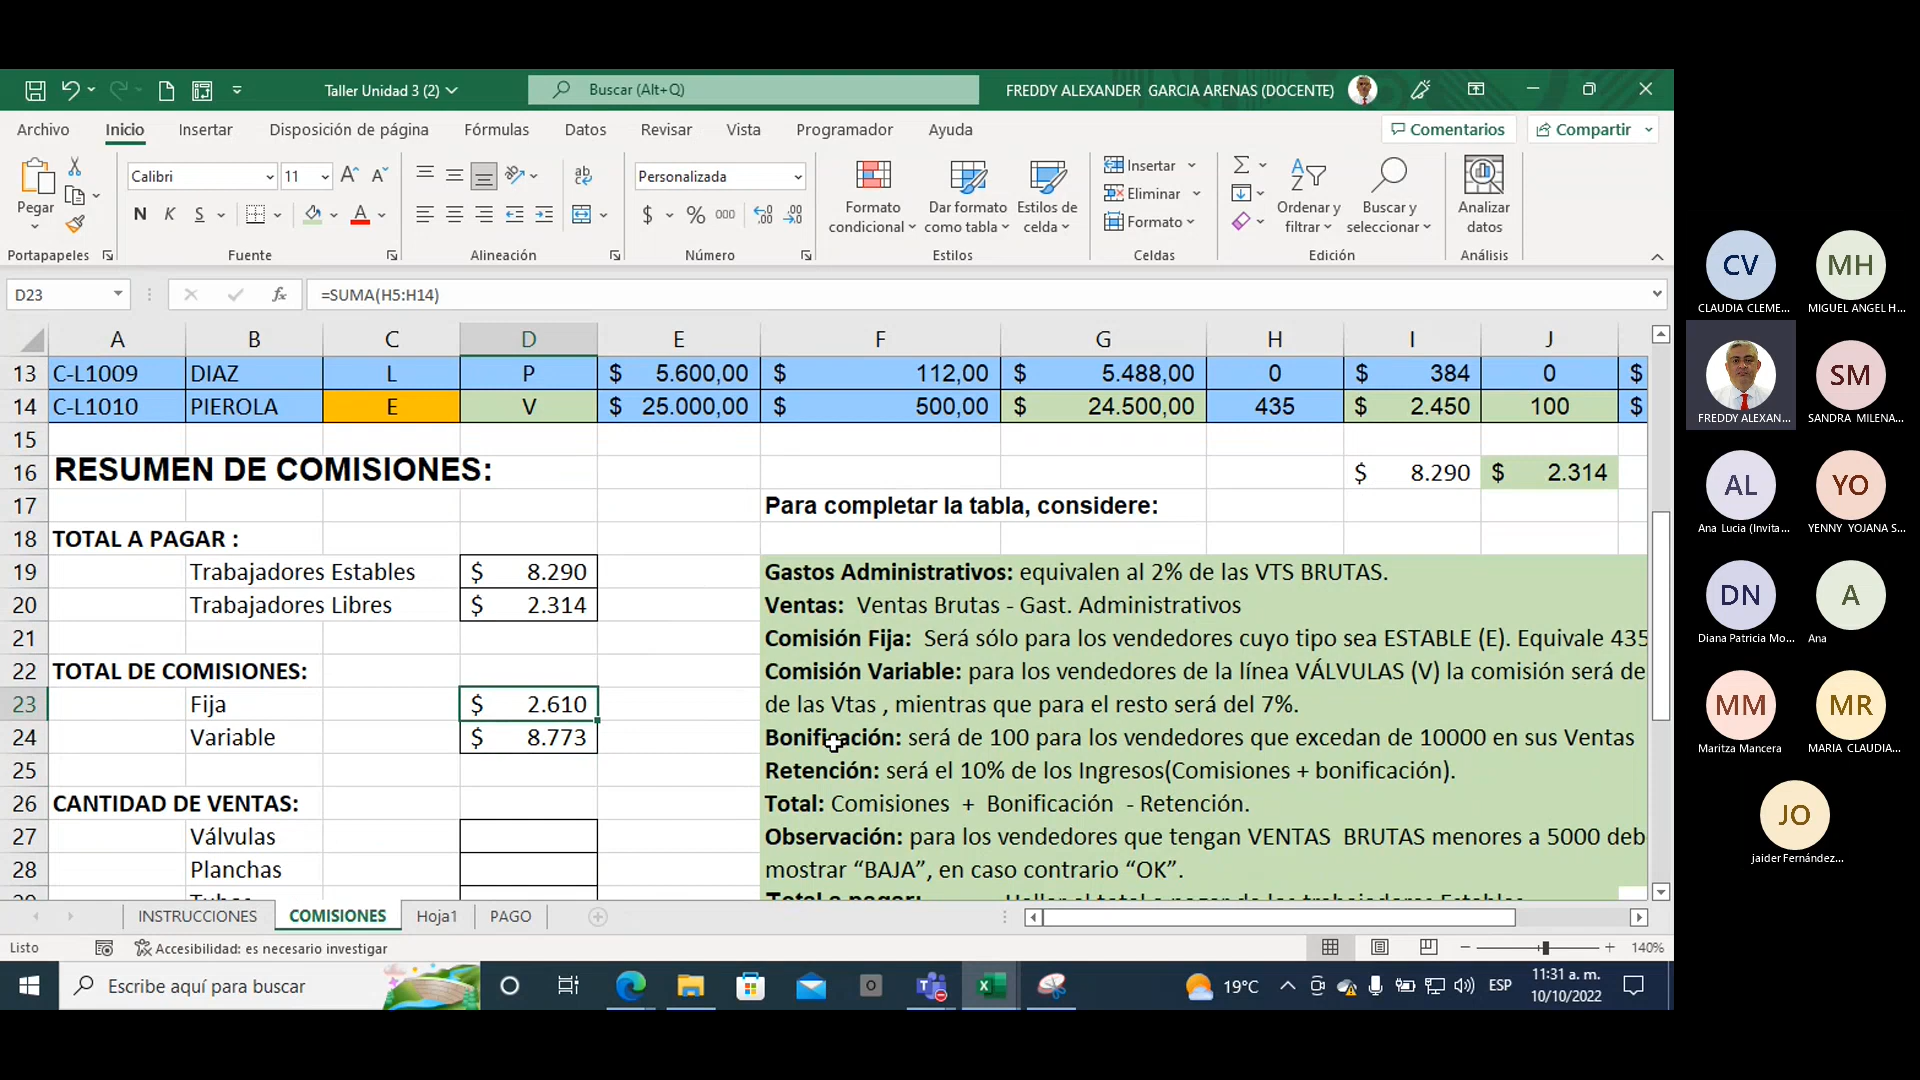 Taller Unidad 3 (2)
Buscar (Alt+Q)
FREDDY ALEXANDER GARCIA ARENAS (DOCENTE)
Archivo Inicio Insertar Disposición de página Fórmulas Datos Revisar Vista Programador Ayuda Comentarios Compartir
Pegar
Calibri 11
N K S
ab
Personalizada
$ % 000
Formato condicional
Dar formato como tabla
Estilos de celda
Insertar
Eliminar
Formato
Ordenar y filtrar
Buscar y seleccionar
Analizar datos
Portapapeles Fuente Alineación Número Estilos Celdas Edición Análisis
D23 fx =SUMA(H5:H14)
A B C D E F G H I J
13 C-L1009 DIAZ L P $ 5.600,00 $ 112,00 $ 5.488,00 0 $ 384 0 $
14 C-L1010 PIEROLA E V $ 25.000,00 $ 500,00 $ 24.500,00 435 $ 2.450 100 $
15
16 RESUMEN DE COMISIONES: $ 8.290 $ 2.314
17 Para completar la tabla, considere:
18 TOTAL A PAGAR :
19 Trabajadores Estables $ 8.290 Gastos Administrativos: equivalen al 2% de las VTS BRUTAS.
20 Trabajadores Libres $ 2.314 Ventas: Ventas Brutas - Gast. Administrativos
21 Comisión Fija: Será sólo para los vendedores cuyo tipo sea ESTABLE (E). Equivale 435
22 TOTAL DE COMISIONES: Comisión Variable: para los vendedores de la línea VÁLVULAS (V) la comisión será de
23 Fija $ 2.610 de las Vtas , mientras que para el resto será del 7%.
24 Variable $ 8.773 Bonificación: será de 100 para los vendedores que excedan de 10000 en sus Ventas
25 Retención: será el 10% de los Ingresos(Comisiones + bonificación).
26 CANTIDAD DE VENTAS: Total: Comisiones + Bonificación - Retención.
27 Válvulas Observación: para los vendedores que tengan VENTAS BRUTAS menores a 5000 deb
28 Planchas mostrar “BAJA”, en caso contrario “OK”.
INSTRUCCIONES COMISIONES Hoja1 PAGO
Listo Accesibilidad: es necesario investigar 140%
Escribe aquí para buscar
19°C
ESP
11:31 a. m.
10/10/2022
CV
CLAUDIA CLEME...
MH
MIGUEL ANGEL H...
FREDDY ALEXAN...
SM
SANDRA MILENA...
AL
Ana Lucia (Invita...
YO
YENNY YOJANA S...
DN
Diana Patricia Mo...
A
Ana
MM
Maritza Mancera
MR
MARIA CLAUDIA...
JO
jaider Fernández...